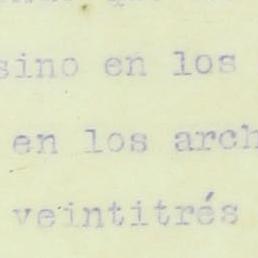 sino en los
en los arch
veintitrés